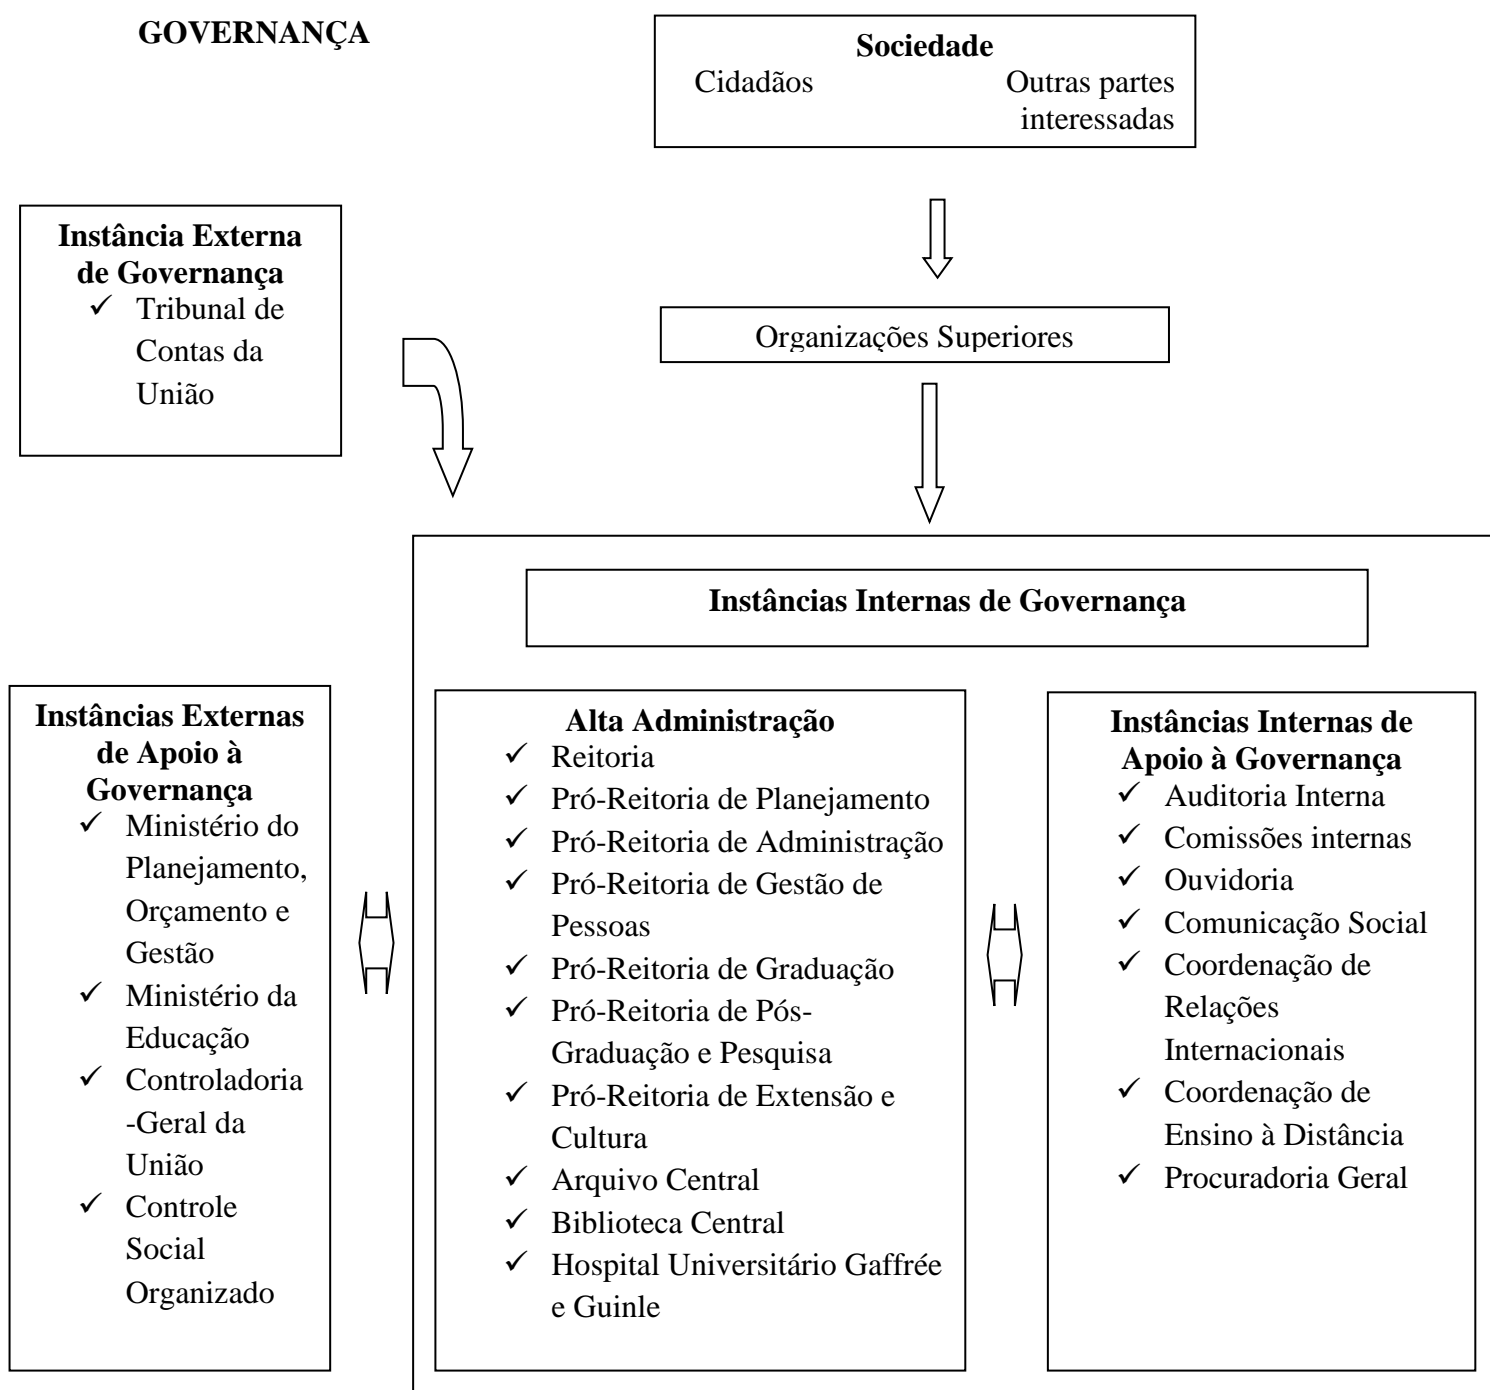 GOVERNANÇA
Sociedade
Cidadãos Outras partes
interessadas
Instância Externa
de Governança
✓ Tribunal de
Contas da
União
Organizações Superiores
Instâncias Internas de Governança
Instâncias Externas
de Apoio à
Governança
✓ Ministério do
Planejamento,
Orçamento e
Gestão
✓ Ministério da
Educação
✓ Controladoria
-Geral da
União
✓ Controle
Social
Organizado
Alta Administração
✓ Reitoria
✓ Pró-Reitoria de Planejamento
✓ Pró-Reitoria de Administração
✓ Pró-Reitoria de Gestão de
Pessoas
✓ Pró-Reitoria de Graduação
✓ Pró-Reitoria de Pós-
Graduação e Pesquisa
✓ Pró-Reitoria de Extensão e
Cultura
✓ Arquivo Central
✓ Biblioteca Central
✓ Hospital Universitário Gaffrée
e Guinle
Instâncias Internas de
Apoio à Governança
✓ Auditoria Interna
✓ Comissões internas
✓ Ouvidoria
✓ Comunicação Social
✓ Coordenação de
Relações
Internacionais
✓ Coordenação de
Ensino à Distância
✓ Procuradoria Geral